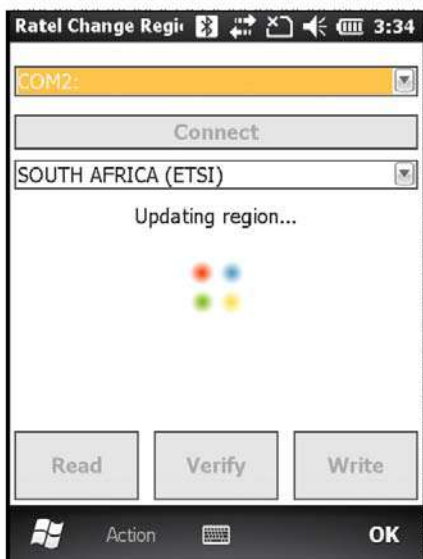 Ratel Change Regi 3:34
COM2:
Connect
SOUTH AFRICA (ETSI)
Updating region...
Read Verify Write
Action OK